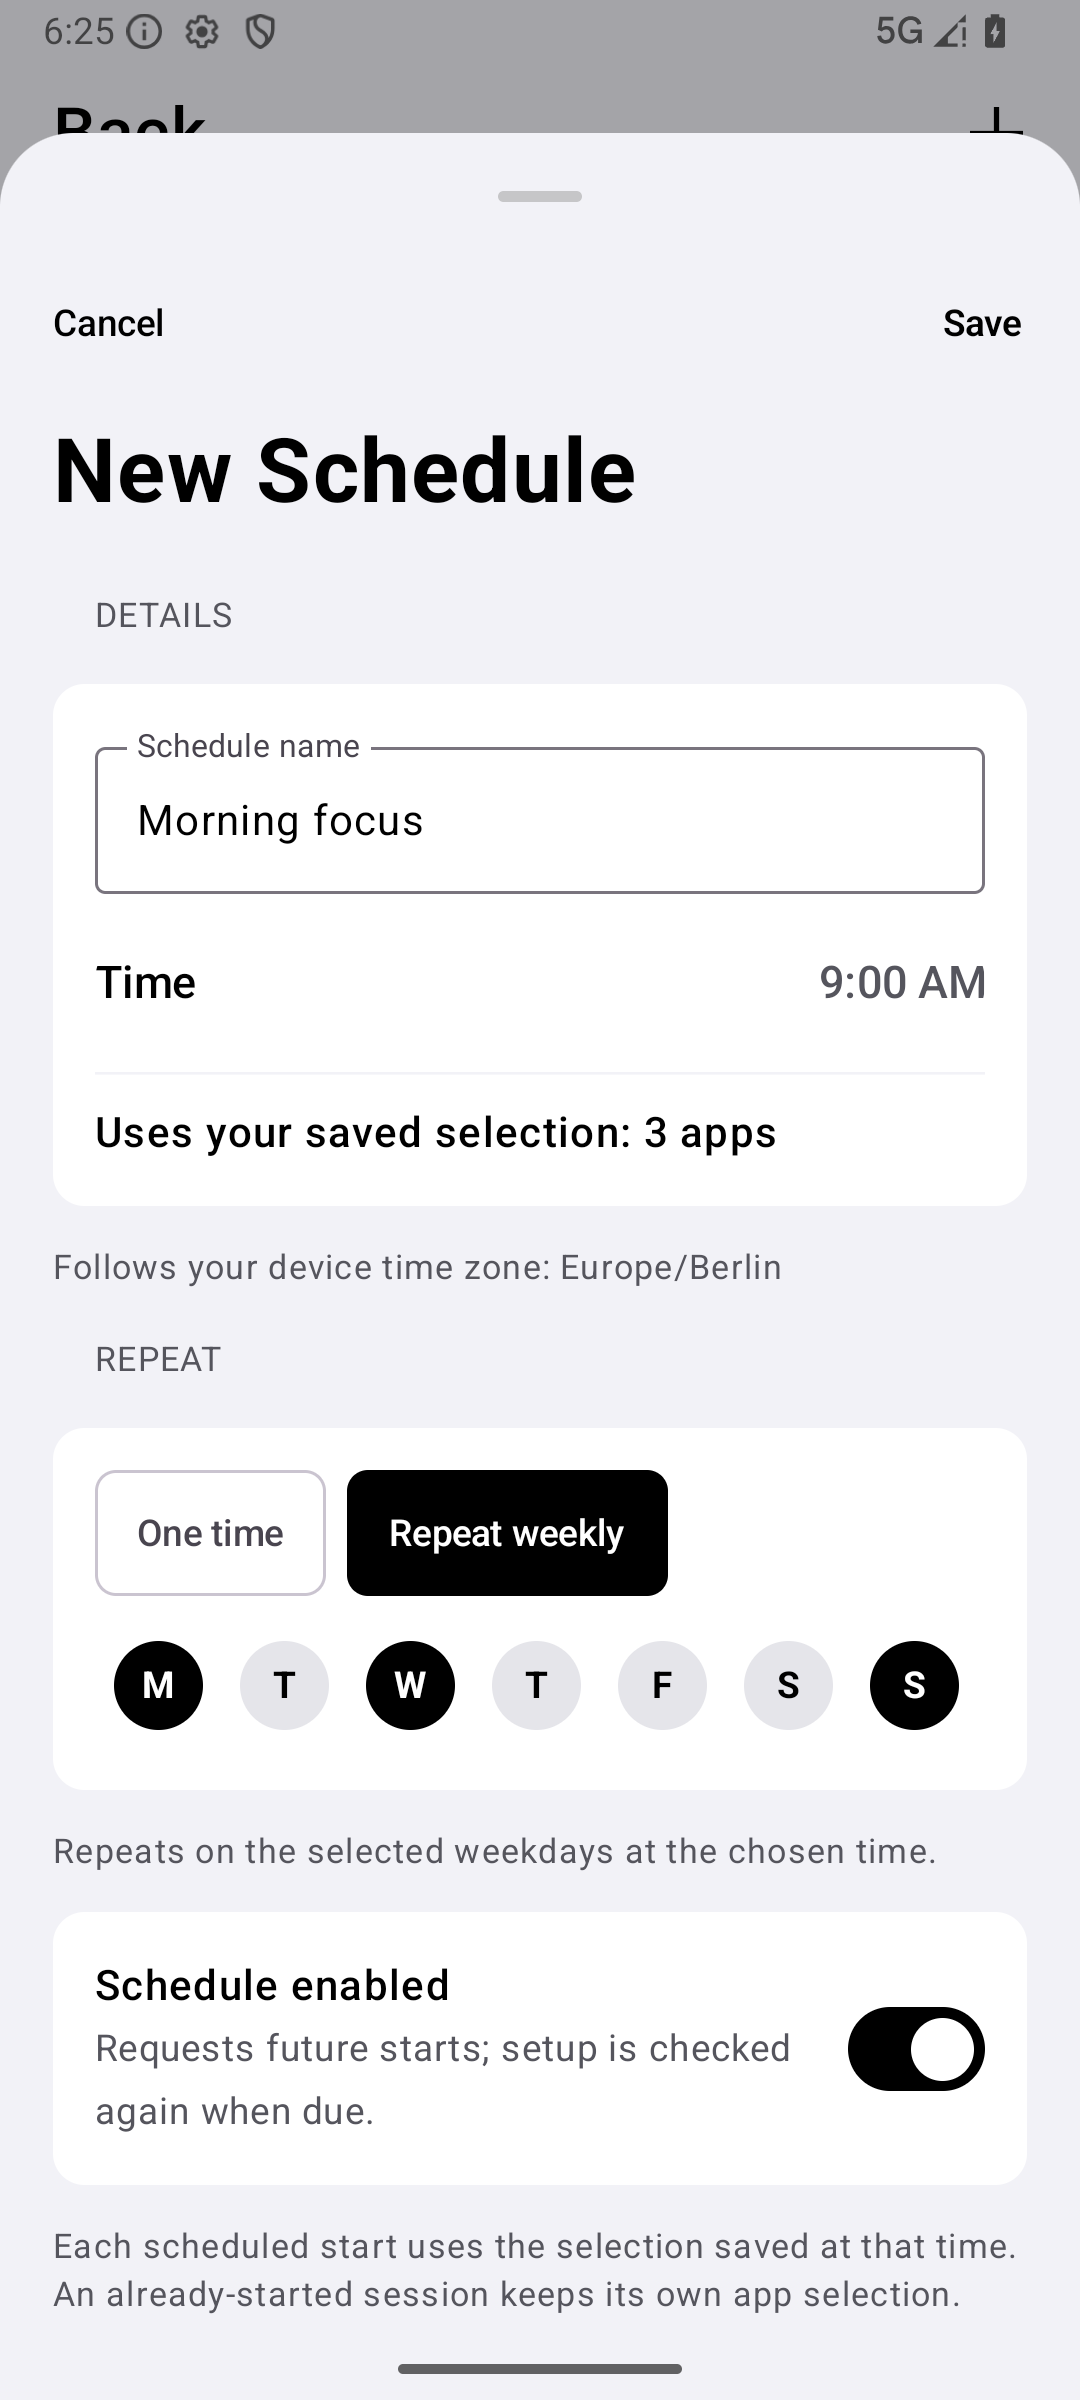 6:25 5G
Back
Cancel Save
New Schedule
DETAILS
Schedule name
Morning focus
Time 9:00 AM
Uses your saved selection: 3 apps
Follows your device time zone: Europe/Berlin
REPEAT
One time Repeat weekly
M T W T F S S
Repeats on the selected weekdays at the chosen time.
Schedule enabled
Requests future starts; setup is checked
again when due.
Each scheduled start uses the selection saved at that time.
An already-started session keeps its own app selection.